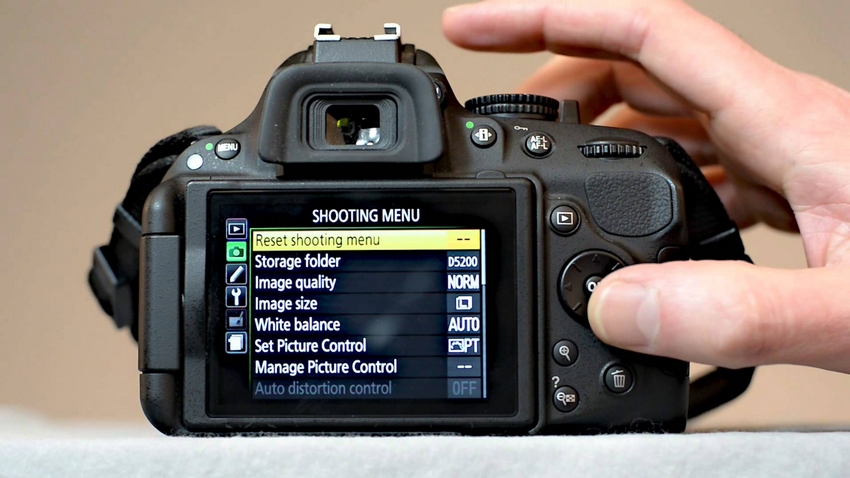 MENU
AE-L
AF-L
SHOOTING MENU
Reset shooting menu --
Storage folder D5200
Image quality NORM
Image size
White balance AUTO
Set Picture Control PT
Manage Picture Control --
Auto distortion control OFF
?